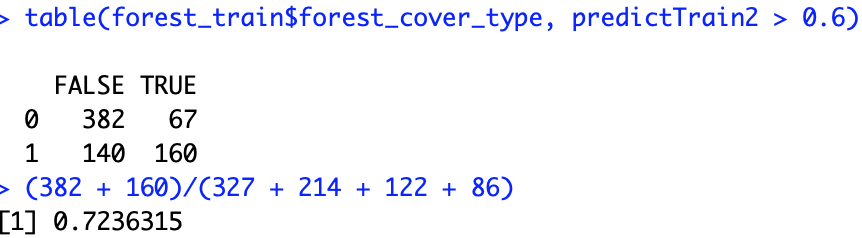 > table(forest_train$forest_cover_type, predictTrain2 > 0.6)
FALSE TRUE
0 382 67
1 140 160
> (382 + 160)/(327 + 214 + 122 + 86)
[1] 0.7236315